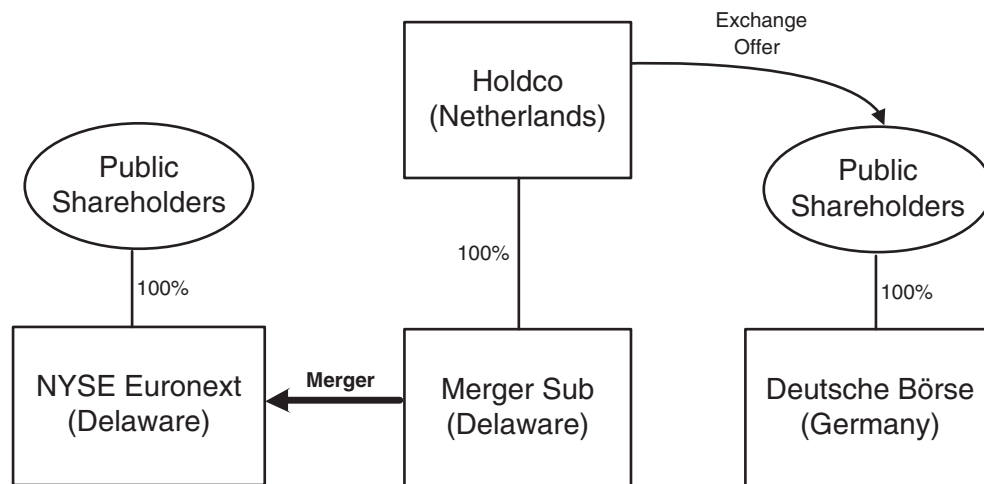 Exchange
Offer
Holdco
(Netherlands)
Public
Shareholders
Public
Shareholders
100%
100%
100%
NYSE Euronext
(Delaware)
Merger
Merger Sub
(Delaware)
Deutsche Börse
(Germany)